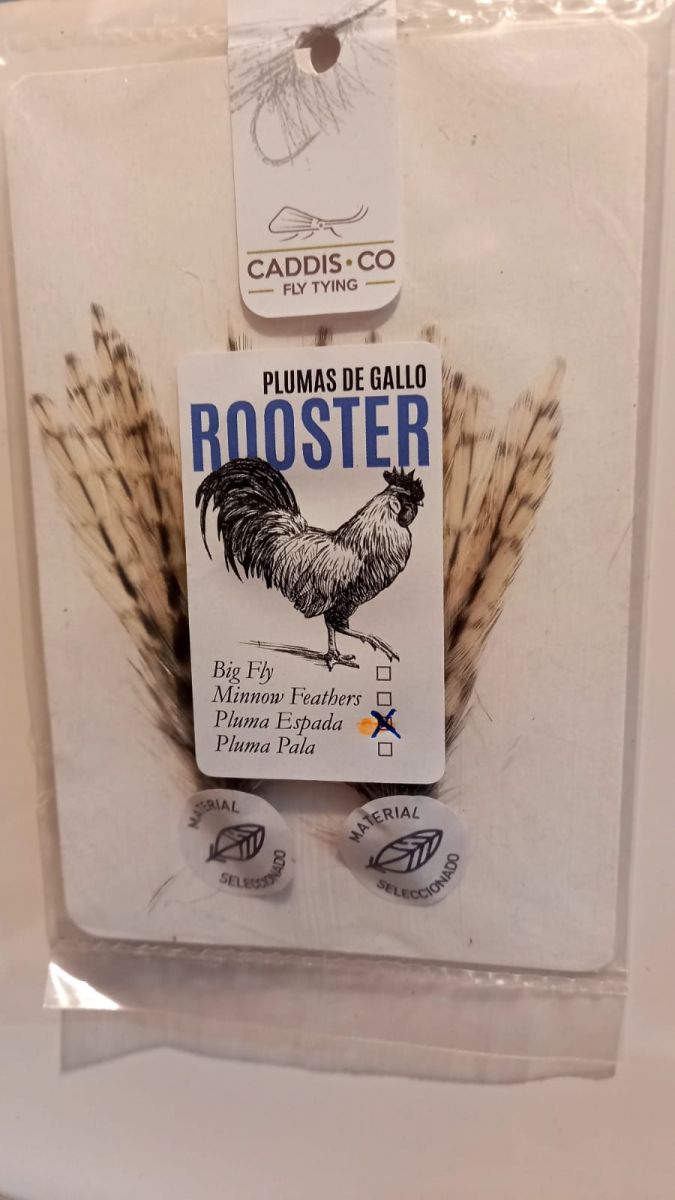 CADDIS•CO
FLY TYING
PLUMAS DE GALLO
ROOSTER
Big Fly
Minnow Feathers
Pluma Espada
Pluma Pala
MATERIAL
SELECCIONADO
MATERIAL
SELECCIONADO